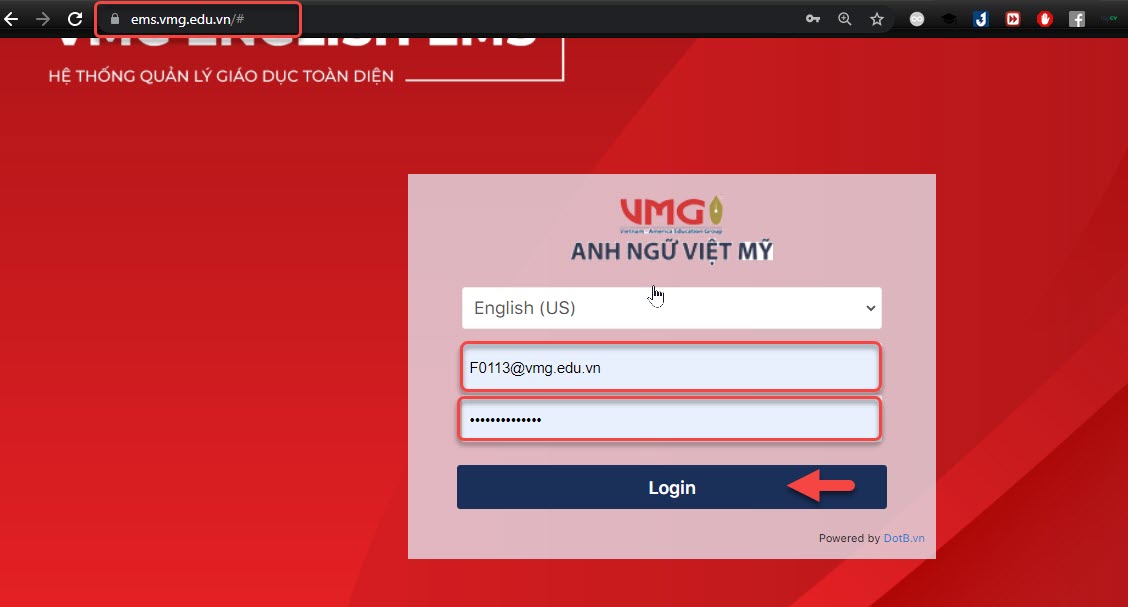 ems.vmg.edu.vn/#
VMG ENGLISH EMS
HỆ THỐNG QUẢN LÝ GIÁO DỤC TOÀN DIỆN
VMG
Vietnam - America Education Group
ANH NGỮ VIỆT MỸ
English (US)
F0113@vmg.edu.vn
••••••••••••••
Login
Powered by DotB.vn